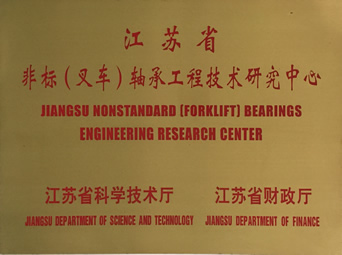 江苏省
非标（叉车）轴承工程技术研究中心
JIANGSU NONSTANDARD (FORKLIFT) BEARINGS
ENGINEERING RESEARCH CENTER
江苏省科学技术厅 江苏省财政厅
JIANGSU DEPARTMENT OF SCIENCE AND TECHNOLOGY JIANGSU DEPARTMENT OF FINANCE